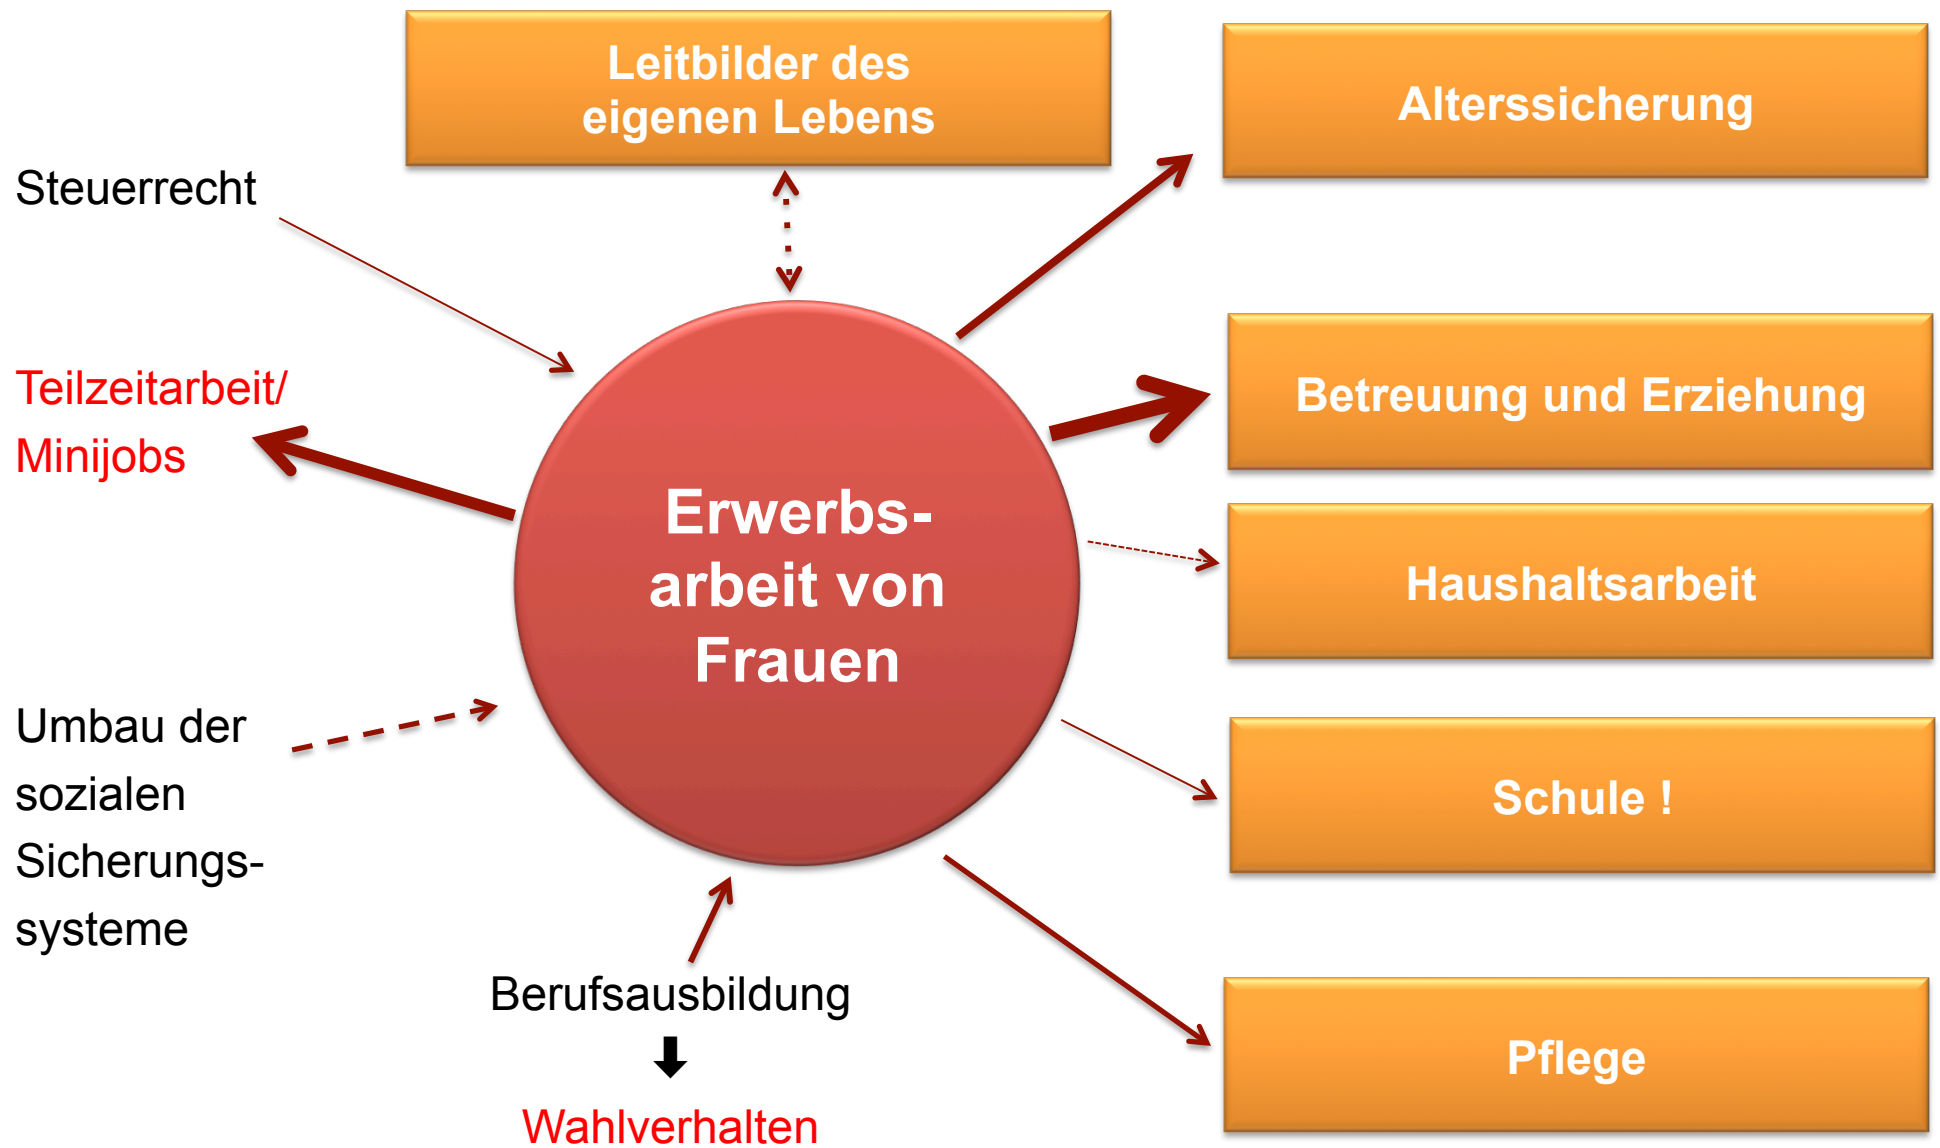 Leitbilder des
eigenen Lebens
Alterssicherung
Steuerrecht
Betreuung und Erziehung
Teilzeitarbeit/
Minijobs
Erwerbs-
arbeit von
Frauen
Haushaltsarbeit
Umbau der
sozialen
Sicherungs-
systeme
Schule !
Berufsausbildung
Wahlverhalten
Pflege